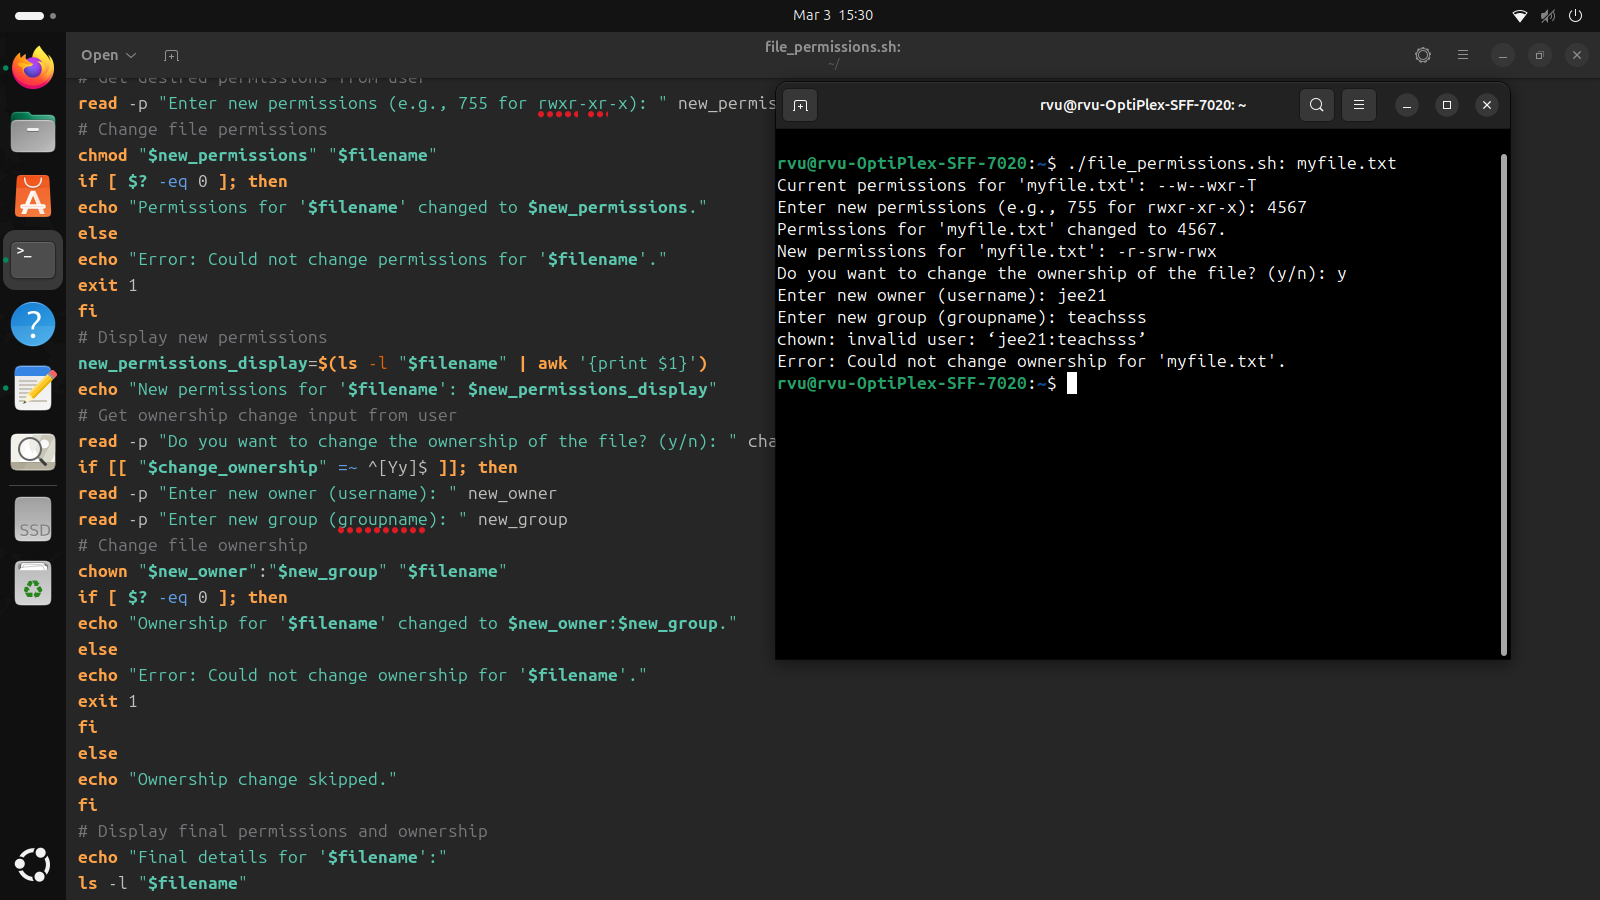 Mar 3 15:30
Open
file_permissions.sh:
~/
# Get desired permissions from user
read -p "Enter new permissions (e.g., 755 for rwxr-xr-x): " new_permis
# Change file permissions
chmod "$new_permissions" "$filename"
if [ $? -eq 0 ]; then
echo "Permissions for '$filename' changed to $new_permissions."
else
echo "Error: Could not change permissions for '$filename'."
exit 1
fi
# Display new permissions
new_permissions_display=$(ls -l "$filename" | awk '{print $1}')
echo "New permissions for '$filename': $new_permissions_display"
# Get ownership change input from user
read -p "Do you want to change the ownership of the file? (y/n): " cha
if [[ "$change_ownership" =~ ^[Yy]$ ]]; then
read -p "Enter new owner (username): " new_owner
read -p "Enter new group (groupname): " new_group
# Change file ownership
chown "$new_owner":"$new_group" "$filename"
if [ $? -eq 0 ]; then
echo "Ownership for '$filename' changed to $new_owner:$new_group."
else
echo "Error: Could not change ownership for '$filename'."
exit 1
fi
else
echo "Ownership change skipped."
fi
# Display final permissions and ownership
echo "Final details for '$filename':"
ls -l "$filename"
rvu@rvu-OptiPlex-SFF-7020: ~
rvu@rvu-OptiPlex-SFF-7020:~$ ./file_permissions.sh: myfile.txt
Current permissions for 'myfile.txt': --w--wxr-T
Enter new permissions (e.g., 755 for rwxr-xr-x): 4567
Permissions for 'myfile.txt' changed to 4567.
New permissions for 'myfile.txt': -r-srw-rwx
Do you want to change the ownership of the file? (y/n): y
Enter new owner (username): jee21
Enter new group (groupname): teachsss
chown: invalid user: ‘jee21:teachsss’
Error: Could not change ownership for 'myfile.txt'.
rvu@rvu-OptiPlex-SFF-7020:~$
>_
?
SSD